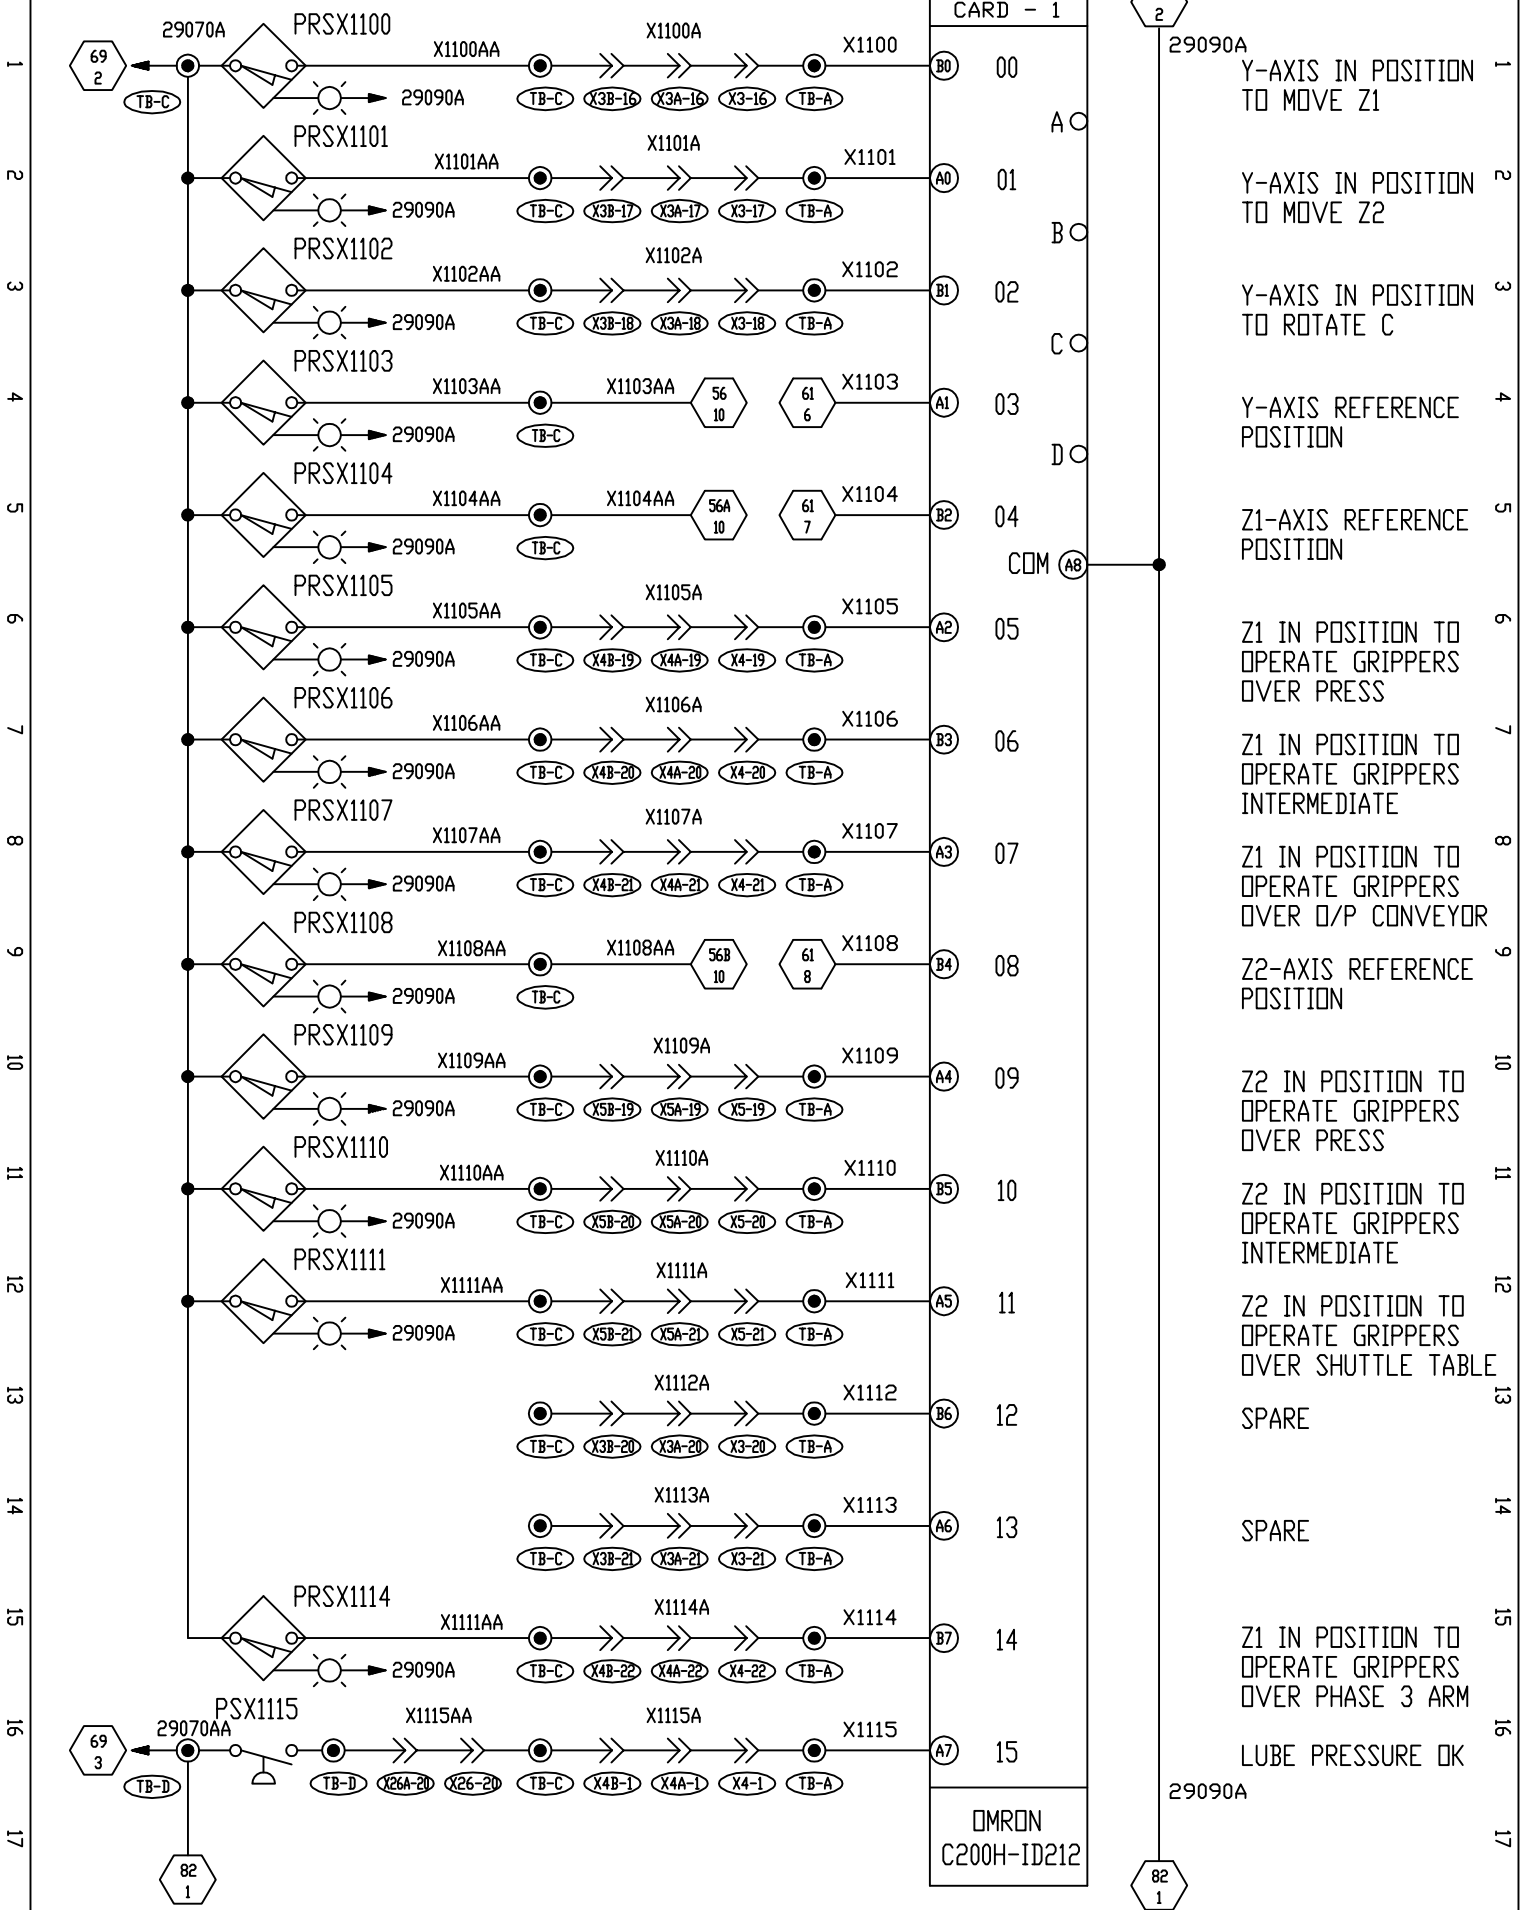 CARD - 1
2
29070A
PRSX1100
X1100AA
X1100A
X1100
29090A
1
69
2
TB-C
29090A
TB-C
X3B-16
X3A-16
X3-16
TB-A
B0
00
Y-AXIS IN POSITION
TO MOVE Z1
1
A
PRSX1101
X1101AA
X1101A
X1101
2
29090A
TB-C
X3B-17
X3A-17
X3-17
TB-A
A0
01
Y-AXIS IN POSITION
TO MOVE Z2
2
B
PRSX1102
X1102AA
X1102A
X1102
3
29090A
TB-C
X3B-18
X3A-18
X3-18
TB-A
B1
02
Y-AXIS IN POSITION
TO ROTATE C
3
C
PRSX1103
X1103AA
X1103AA
56
10
61
6
X1103
4
29090A
TB-C
A1
03
Y-AXIS REFERENCE
POSITION
4
D
PRSX1104
X1104AA
X1104AA
56A
10
61
7
X1104
5
29090A
TB-C
B2
04
Z1-AXIS REFERENCE
POSITION
5
COM
A8
PRSX1105
X1105AA
X1105A
X1105
6
29090A
TB-C
X4B-19
X4A-19
X4-19
TB-A
A2
05
Z1 IN POSITION TO
OPERATE GRIPPERS
OVER PRESS
6
PRSX1106
X1106AA
X1106A
X1106
7
29090A
TB-C
X4B-20
X4A-20
X4-20
TB-A
B3
06
Z1 IN POSITION TO
OPERATE GRIPPERS
INTERMEDIATE
7
PRSX1107
X1107AA
X1107A
X1107
8
29090A
TB-C
X4B-21
X4A-21
X4-21
TB-A
A3
07
Z1 IN POSITION TO
OPERATE GRIPPERS
OVER O/P CONVEYOR
8
PRSX1108
X1108AA
X1108AA
56B
10
61
8
X1108
9
29090A
TB-C
B4
08
Z2-AXIS REFERENCE
POSITION
9
PRSX1109
X1109AA
X1109A
X1109
10
29090A
TB-C
X5B-19
X5A-19
X5-19
TB-A
A4
09
Z2 IN POSITION TO
OPERATE GRIPPERS
OVER PRESS
10
PRSX1110
X1110AA
X1110A
X1110
11
29090A
TB-C
X5B-20
X5A-20
X5-20
TB-A
B5
10
Z2 IN POSITION TO
OPERATE GRIPPERS
INTERMEDIATE
11
PRSX1111
X1111AA
X1111A
X1111
12
29090A
TB-C
X5B-21
X5A-21
X5-21
TB-A
A5
11
Z2 IN POSITION TO
OPERATE GRIPPERS
OVER SHUTTLE TABLE
12
X1112A
X1112
13
TB-C
X3B-20
X3A-20
X3-20
TB-A
B6
12
SPARE
13
X1113A
X1113
14
TB-C
X3B-21
X3A-21
X3-21
TB-A
A6
13
SPARE
14
PRSX1114
X1111AA
X1114A
X1114
15
29090A
TB-C
X4B-22
X4A-22
X4-22
TB-A
B7
14
Z1 IN POSITION TO
OPERATE GRIPPERS
OVER PHASE 3 ARM
15
PSX1115
29070AA
X1115AA
X1115A
X1115
16
69
3
TB-D
TB-D
X26A-20
X26-20
TB-C
X4B-1
X4A-1
X4-1
TB-A
A7
15
LUBE PRESSURE OK
16
29090A
OMRON
C200H-ID212
17
17
82
1
82
1